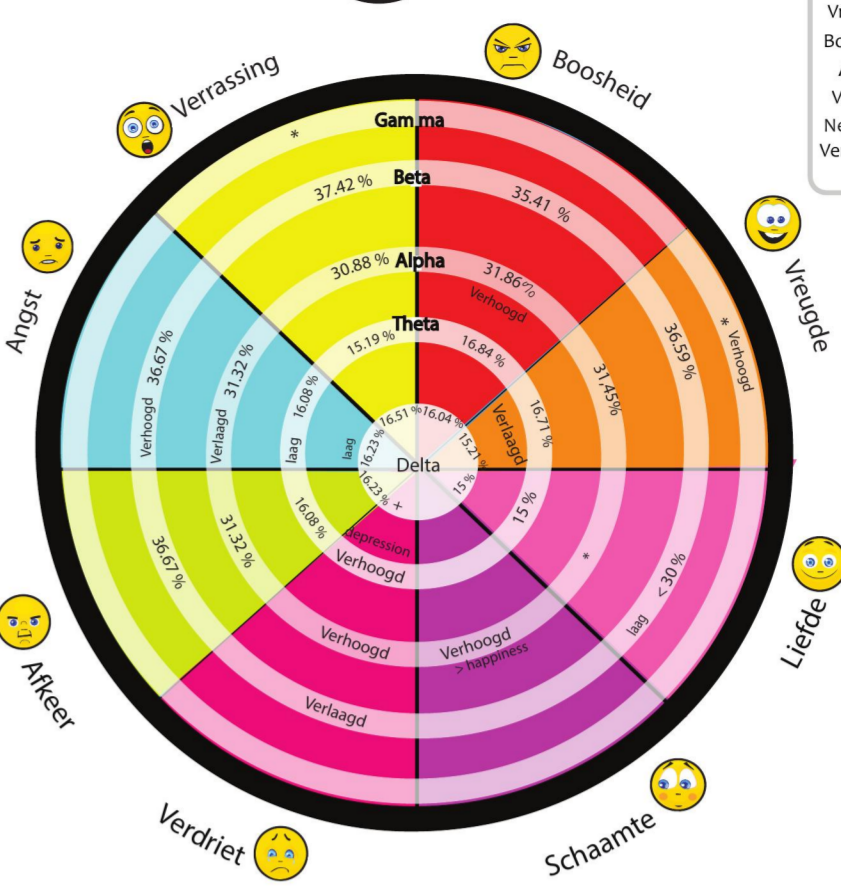 Verrassing
Boosheid
Vreugde
Liefde
Schaamte
Verdriet
Afkeer
Angst
Gamma
Beta
Alpha
Theta
Delta
*
37.42 %
30.88 %
15.19 %
16.51 %
35.41 %
31.86%
Verhoogd
16.84 %
16.04 %
* Verhoogd
36.59 %
31.45%
16.71 %
Verlaagd
15.21 %
laag < 30 %
*
15 %
15 %
Verhoogd
> happiness
Verlaagd
Verhoogd
Verhoogd
depression
+
36.67 %
31.32 %
16.08 %
16.23 %
Verhoogd 36.67 %
Verlaagd 31.32 %
laag 16.08 %
laag
16.23 %